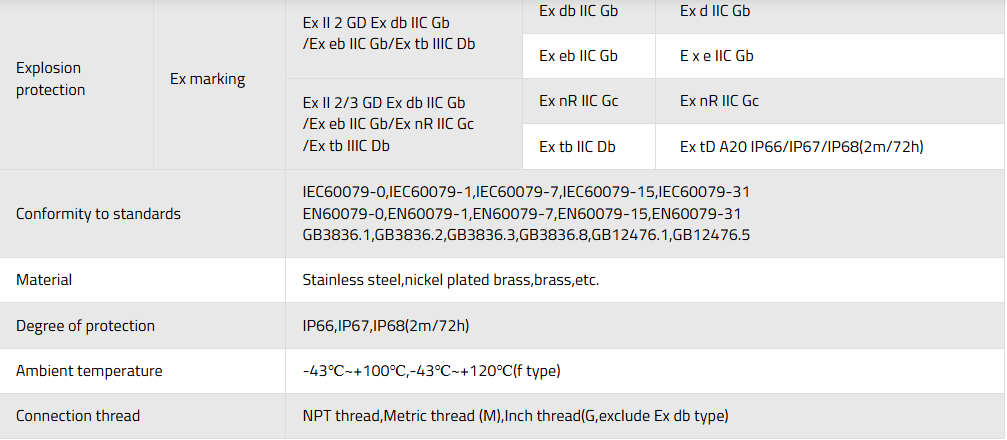 Explosion
protection
Ex marking
Ex II 2 GD Ex db IIC Gb
/Ex eb IIC Gb/Ex tb IIIC Db
Ex db IIC Gb
Ex d IIC Gb
Ex eb IIC Gb
E x e IIC Gb
Ex II 2/3 GD Ex db IIC Gb
/Ex eb IIC Gb/Ex nR IIC Gc
/Ex tb IIIC Db
Ex nR IIC Gc
Ex nR IIC Gc
Ex tb IIC Db
Ex tD A20 IP66/IP67/IP68(2m/72h)
Conformity to standards
IEC60079-0,IEC60079-1,IEC60079-7,IEC60079-15,IEC60079-31
EN60079-0,EN60079-1,EN60079-7,EN60079-15,EN60079-31
GB3836.1,GB3836.2,GB3836.3,GB3836.8,GB12476.1,GB12476.5
Material
Stainless steel,nickel plated brass,brass,etc.
Degree of protection
IP66,IP67,IP68(2m/72h)
Ambient temperature
-43℃~+100℃,-43℃~+120℃(f type)
Connection thread
NPT thread,Metric thread (M),Inch thread(G,exclude Ex db type)